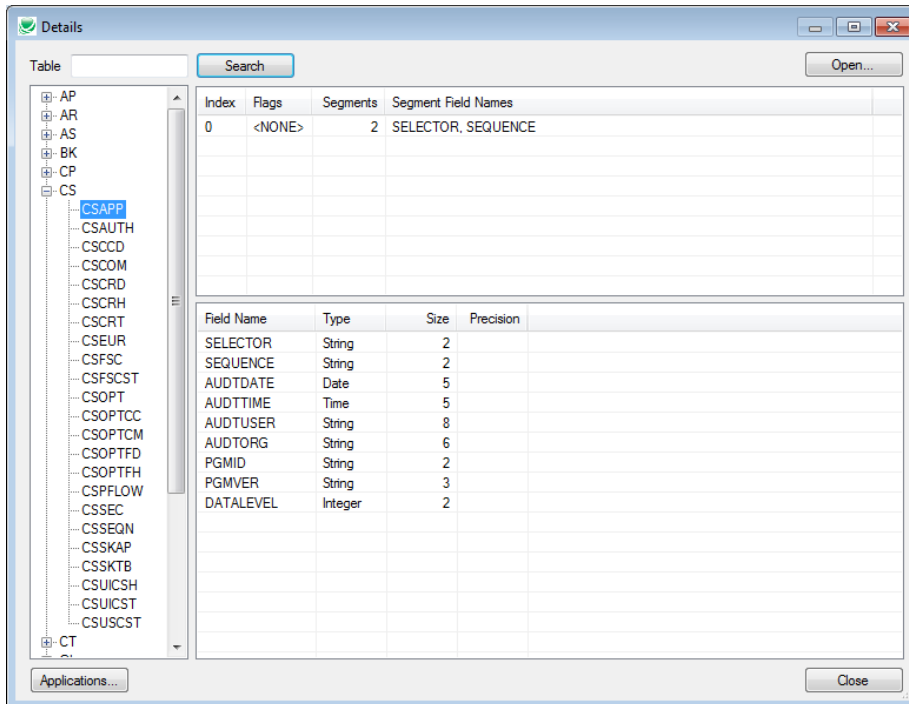 Details
Table Search Open...
AP
AR
AS
BK
CP
CS
CSAPP
CSAUTH
CSCCD
CSCOM
CSCRD
CSCRH
CSCRT
CSEUR
CSFSC
CSFSCST
CSOPT
CSOPTCC
CSOPTCM
CSOPTFD
CSOPTFH
CSPFLOW
CSSEC
CSSEQN
CSSKAP
CSSKTB
CSUICSH
CSUICST
CSUSCST
CT
Index Flags Segments Segment Field Names
0 <NONE> 2 SELECTOR, SEQUENCE
Field Name Type Size Precision
SELECTOR String 2
SEQUENCE String 2
AUDTDATE Date 5
AUDTTIME Time 5
AUDTUSER String 8
AUDTORG String 6
PGMID String 2
PGMVER String 3
DATALEVEL Integer 2
Applications... Close